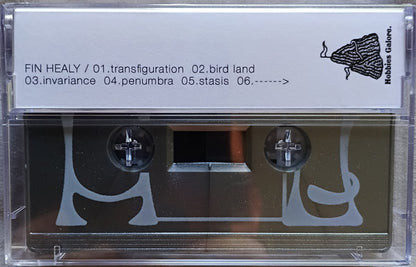 FIN HEALY / 01.transfiguration 02.bird land
03.invariance 04.penumbra 05.stasis 06.------>
Hobbies Galore.